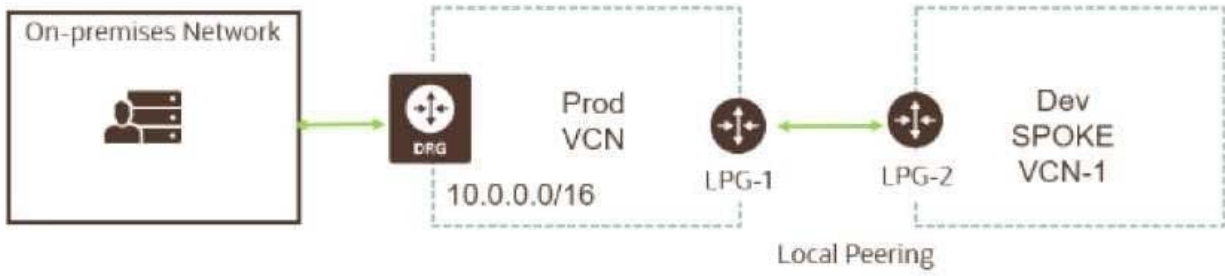 On-premises Network
DRG
Prod
VCN
10.0.0.0/16
LPG-1
LPG-2
Dev
SPOKE
VCN-1
Local Peering